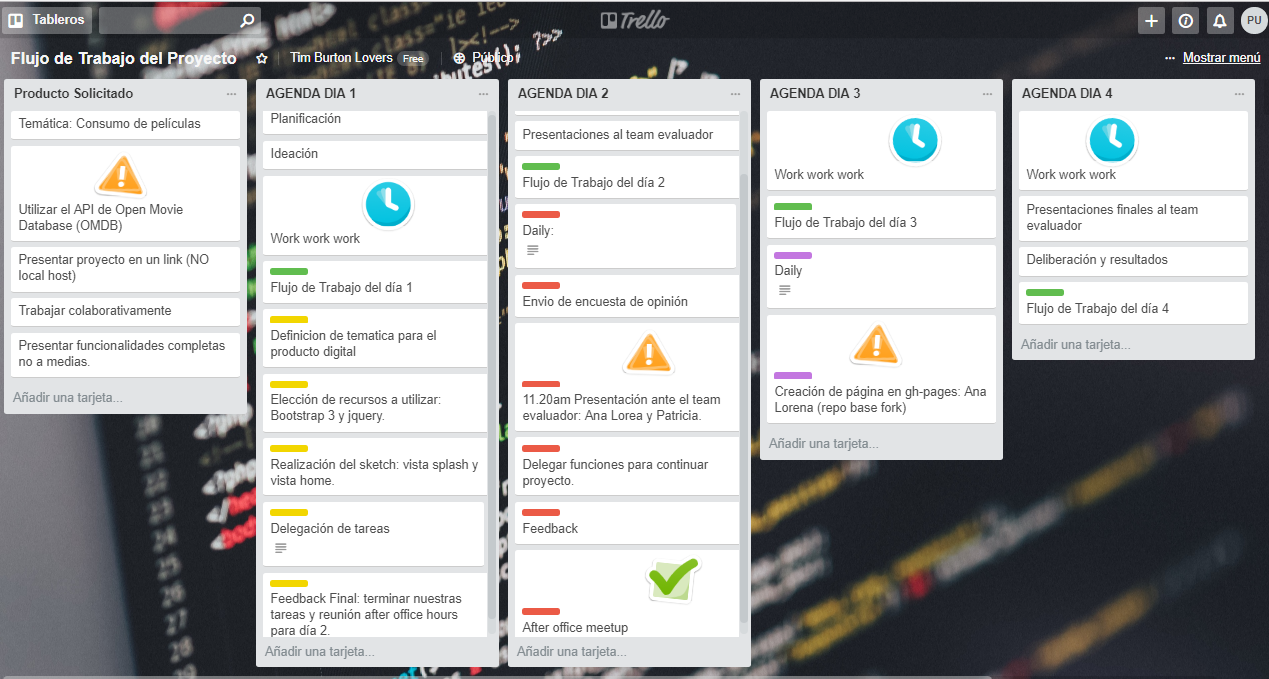 Tableros
Trello
PU
Flujo de Trabajo del Proyecto
Tim Burton Lovers
Free
Público
Mostrar menú
Producto Solicitado
Temática: Consumo de películas
Utilizar el API de Open Movie
Database (OMDB)
Presentar proyecto en un link (NO
local host)
Trabajar colaborativamente
Presentar funcionalidades completas
no a medias.
Añadir una tarjeta...
AGENDA DIA 1
Planificación
Ideación
Work work work
Flujo de Trabajo del día 1
Definicion de tematica para el
producto digital
Elección de recursos a utilizar:
Bootstrap 3 y jquery.
Realización del sketch: vista splash y
vista home.
Delegación de tareas
Feedback Final: terminar nuestras
tareas y reunión after office hours
para día 2.
Añadir una tarjeta...
AGENDA DIA 2
Presentaciones al team evaluador
Flujo de Trabajo del día 2
Daily:
Envio de encuesta de opinión
11.20am Presentación ante el team
evaluador: Ana Lorea y Patricia.
Delegar funciones para continuar
proyecto.
Feedback
After office meetup
Añadir una tarjeta...
AGENDA DIA 3
Work work work
Flujo de Trabajo del día 3
Daily
Creación de página en gh-pages: Ana
Lorena (repo base fork)
Añadir una tarjeta...
AGENDA DIA 4
Work work work
Presentaciones finales al team
evaluador
Deliberación y resultados
Flujo de Trabajo del día 4
Añadir una tarjeta...